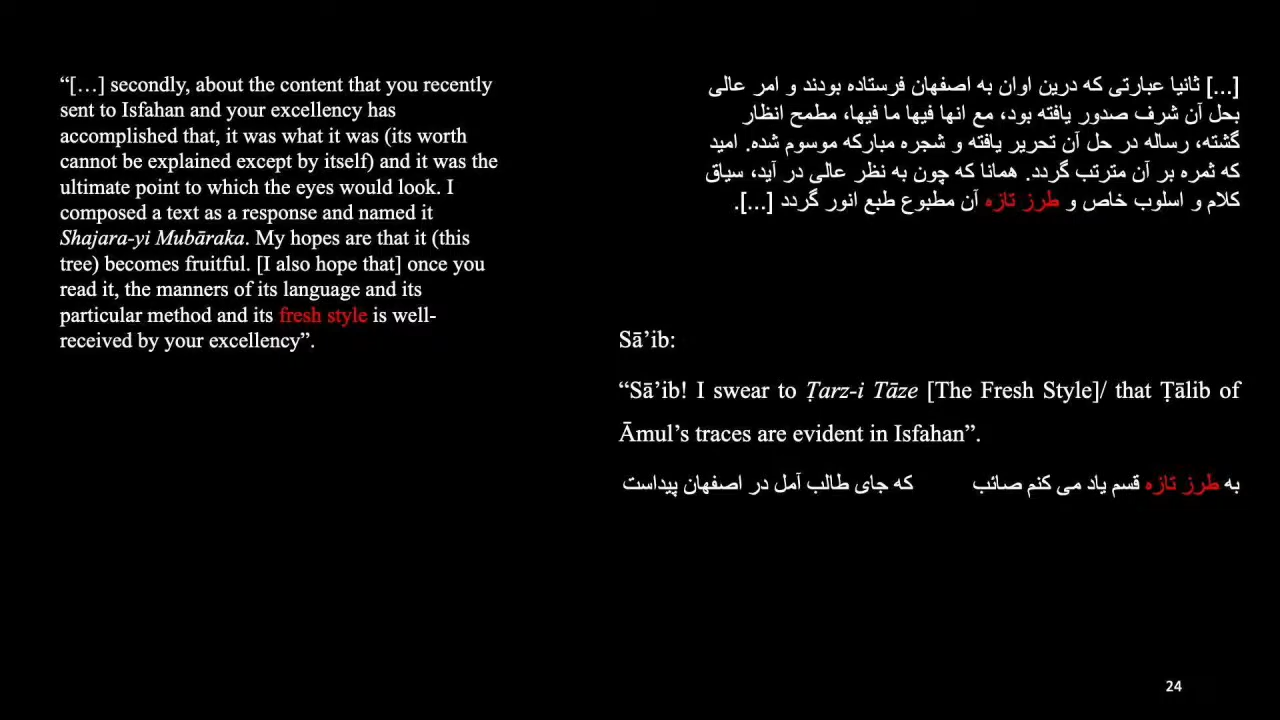 “[…] secondly, about the content that you recently
sent to Isfahan and your excellency has
accomplished that, it was what it was (its worth
cannot be explained except by itself) and it was the
ultimate point to which the eyes would look. I
composed a text as a response and named it
Shajara-yi Mubāraka. My hopes are that it (this
tree) becomes fruitful. [I also hope that] once you
read it, the manners of its language and its
particular method and its fresh style is well-
received by your excellency”.
[...] ثانیا عبارتی که درین اوان به اصفهان فرستاده بودند و امر عالی
بحل آن شرف صدور یافته بود، مع انها فیها ما فیها، مطمح انظار
گشته، رساله در حل آن تحریر یافته و شجره مبارکه موسوم شده. امید
که ثمره بر آن مترتب گردد. همانا که چون به نظر عالی در آید، سیاق
کلام و اسلوب خاص و طرز تازه آن مطبوع طبع انور گردد [...].
Sā’ib:
“Sā’ib! I swear to Ṭarz-i Tāze [The Fresh Style]/ that Ṭālib of
Āmul’s traces are evident in Isfahan”.
به طرز تازه قسم یاد می کنم صائب که جای طالب آمل در اصفهان پیداست
24